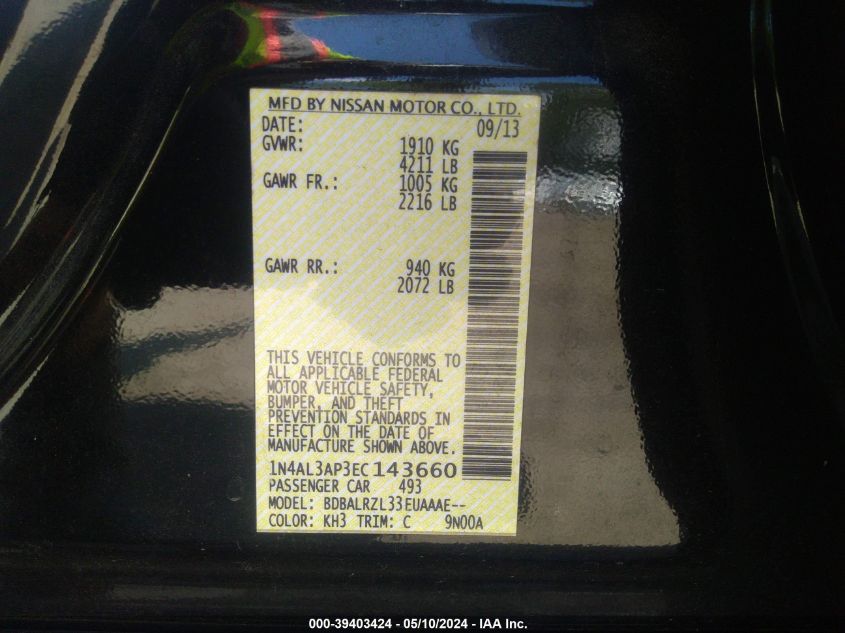 MFD BY NISSAN MOTOR CO., LTD.
DATE: 09/13
GVWR: 1910 KG
4211 LB
GAWR FR.: 1005 KG
2216 LB
GAWR RR.: 940 KG
2072 LB
THIS VEHICLE CONFORMS TO
ALL APPLICABLE FEDERAL
MOTOR VEHICLE SAFETY,
BUMPER, AND THEFT
PREVENTION STANDARDS IN
EFFECT ON THE DATE OF
MANUFACTURE SHOWN ABOVE.
1N4AL3AP3EC143660
PASSENGER CAR 493
MODEL: BDBALRZL33EUAAAE--
COLOR: KH3 TRIM: C 9N00A
000-39403424 - 05/10/2024 - IAA Inc.